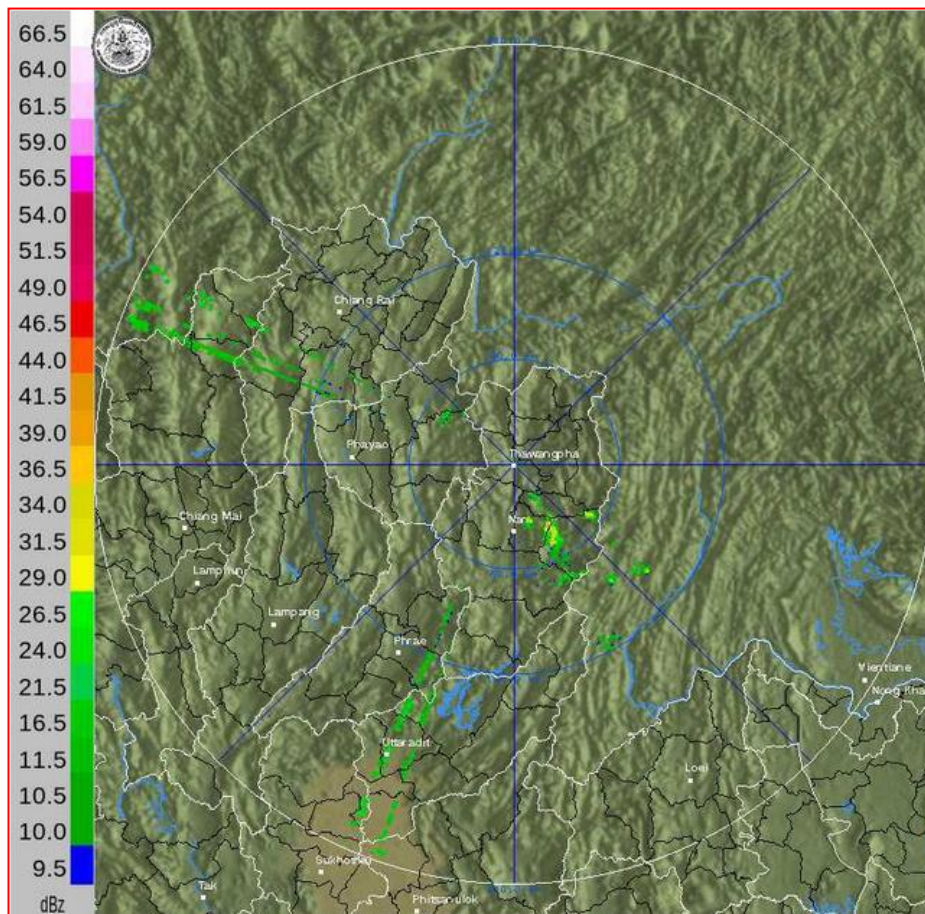 66.5
64.0
61.5
59.0
56.5
54.0
51.5
49.0
46.5
44.0
41.5
39.0
36.5
34.0
31.5
29.0
26.5
24.0
21.5
16.5
11.5
10.5
10.0
9.5
dBz
Chiang Rai
Phayao
Thawangpha
Nan
Chiang Mai
Lamphun
Lampang
Phrae
Vientiane
Nong Kha
Uttaradit
Loei
Sukhothai
Tak
Phitsanulok